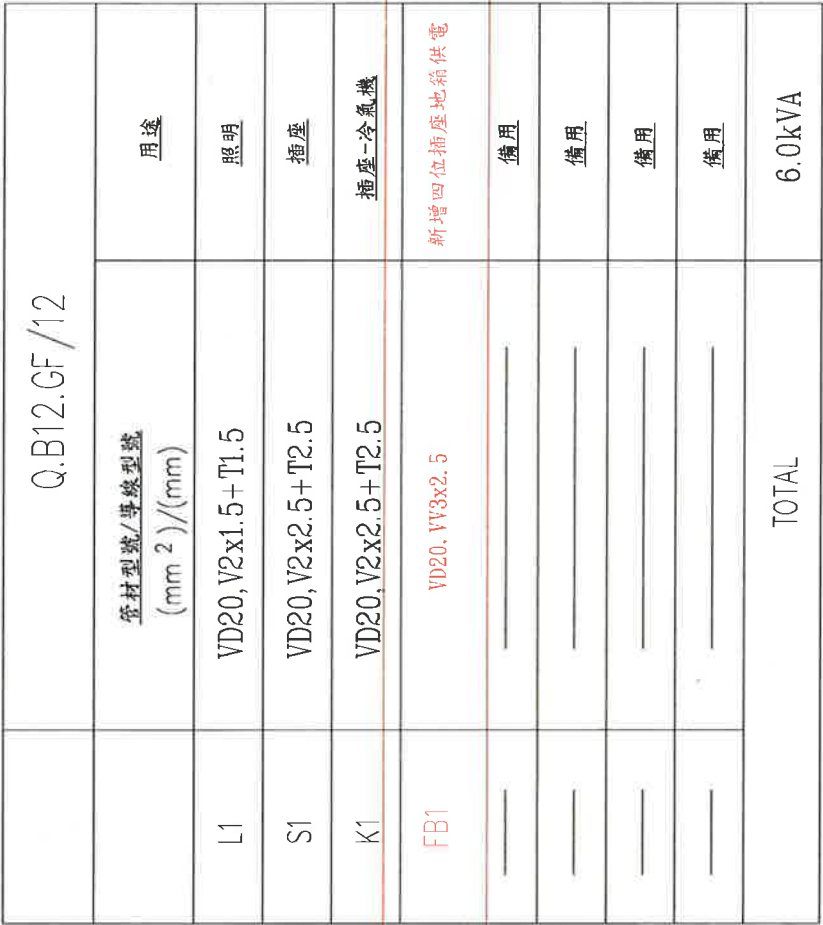 Q.B12.GF/12
管材型號/導線型號
(mm 2)/(mm)
用途
L1
VD20,V2x1.5+T1.5
照明
S1
VD20,V2x2.5+T2.5
插座
K1
VD20,V2x2.5+T2.5
插座-冷氣機
FB1
VD20, VV3x2.5
新增四位插座地箱供電
備用
備用
備用
備用
TOTAL
6.0kVA